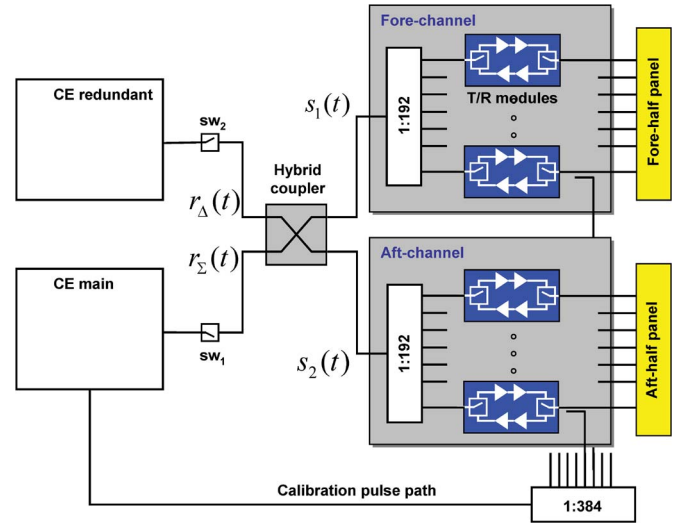 Fore-channel
CE redundant
sw2
s1(t)
1:192
T/R modules
Fore-half panel
Hybrid
coupler
rΔ(t)
rΣ(t)
Aft-channel
CE main
sw1
s2(t)
1:192
Aft-half panel
Calibration pulse path
1:384